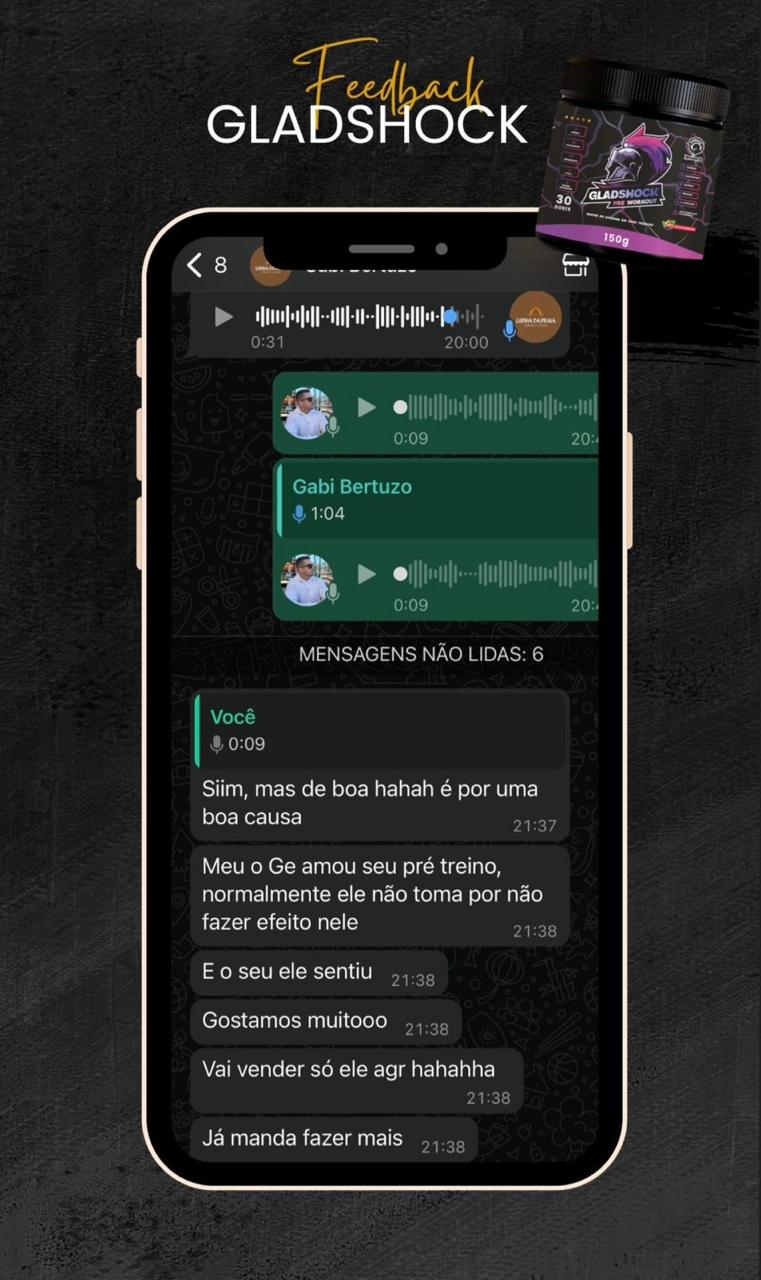 Feedback
GLADSHOCK
GLADSHOCK
PRE WORKOUT
30
DOSES
150g
8
Gabi Bertuzo
0:31
20:00
0:09
20:4
Gabi Bertuzo
1:04
0:09
20:4
MENSAGENS NÃO LIDAS: 6
Você
0:09
Siim, mas de boa hahah é por uma
boa causa
21:37
Meu o Ge amou seu pré treino,
normalmente ele não toma por não
fazer efeito nele
21:38
E o seu ele sentiu 21:38
Gostamos muitooo 21:38
Vai vender só ele agr hahahha
21:38
Já manda fazer mais 21:38